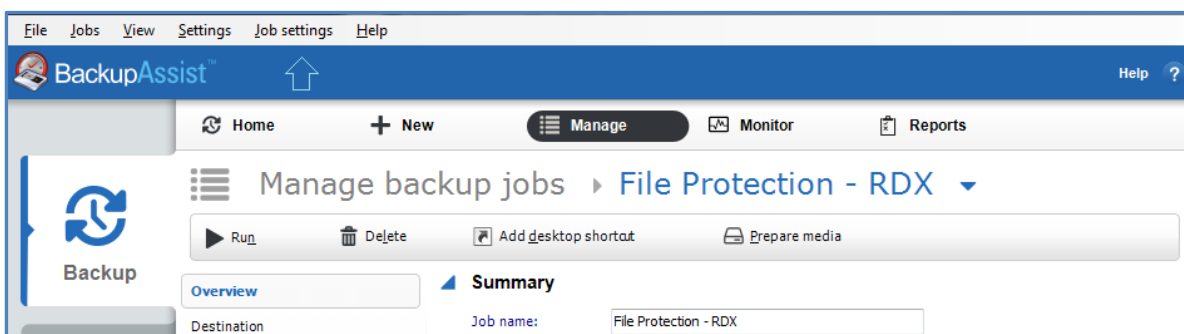 File Jobs View Settings Job settings Help
BackupAssist™ Help ?
Home New Manage Monitor Reports
Manage backup jobs File Protection - RDX
Run Delete Add desktop shortcut Prepare media
Backup
Overview
Summary
Destination
Job name: File Protection - RDX